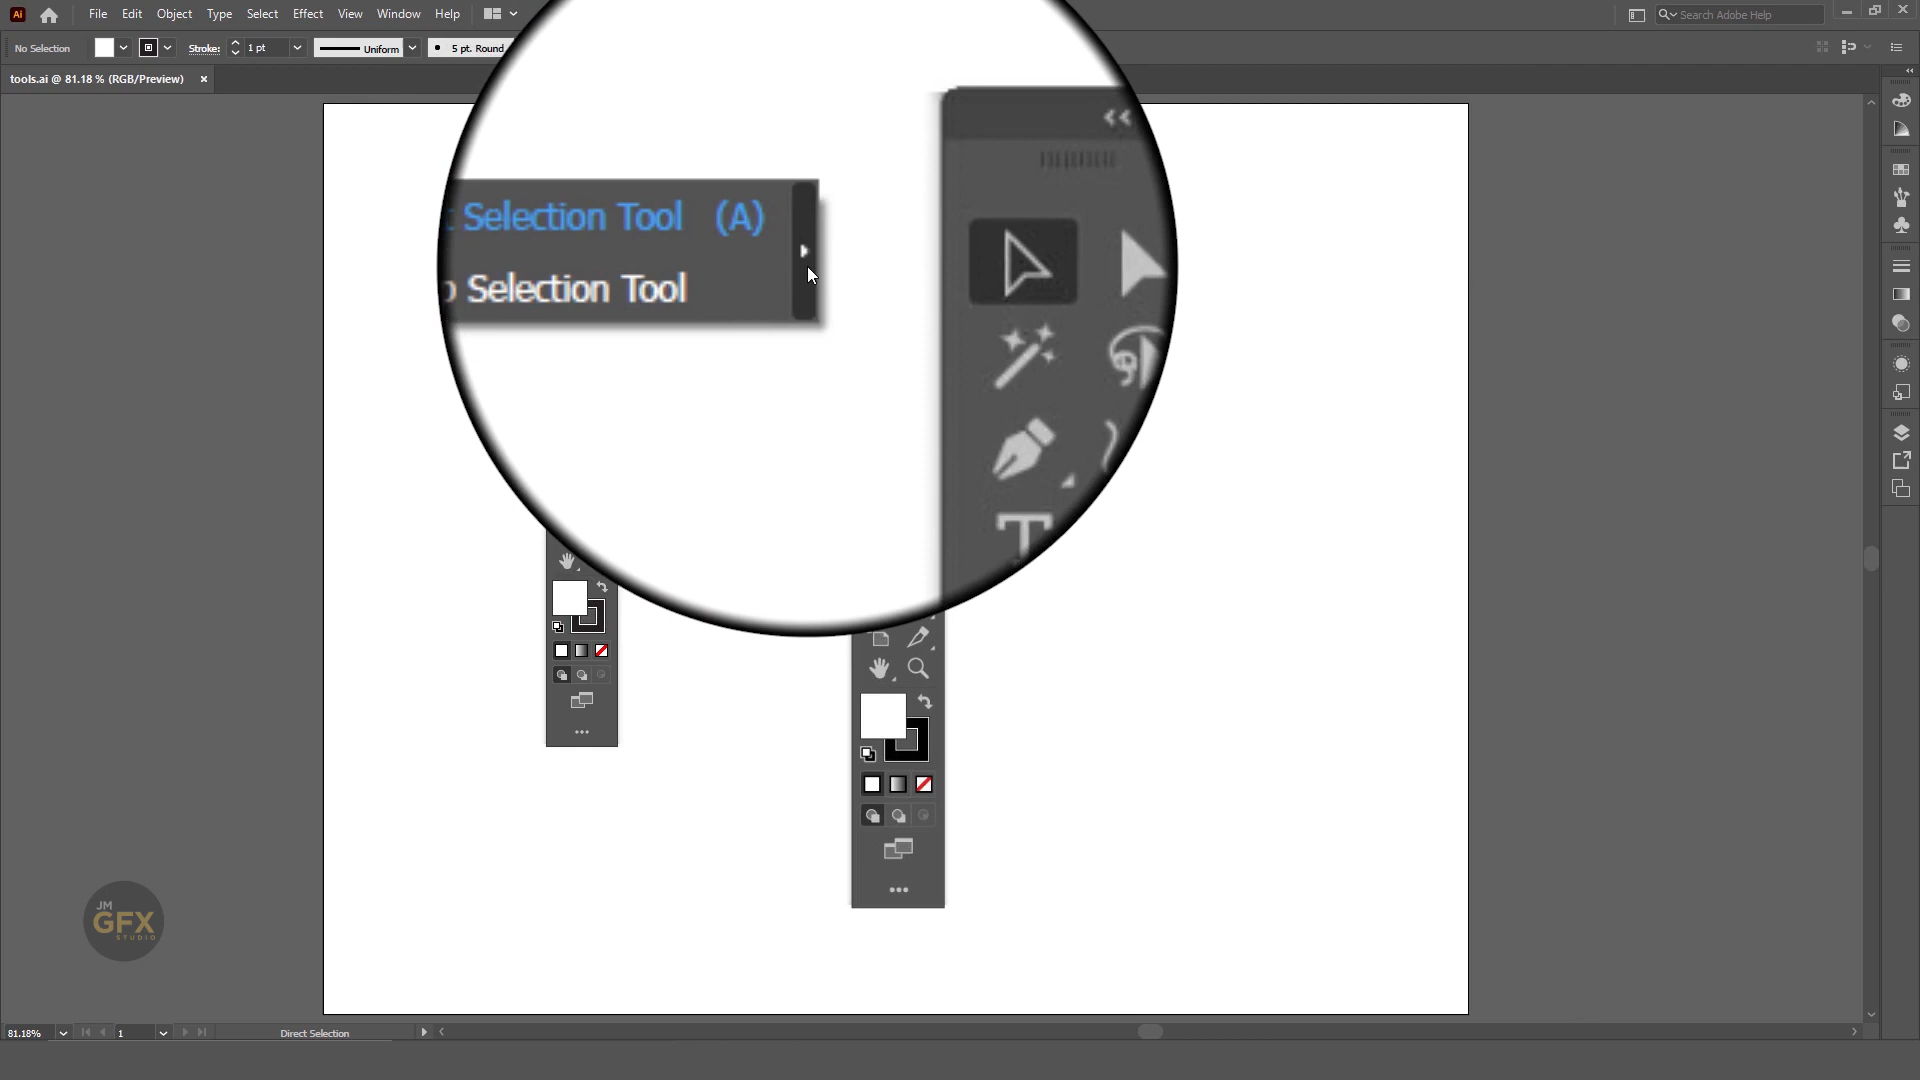 Ai File Edit Object Type Select Effect View Window Help Search Adobe Help
No Selection Stroke: 1 pt Uniform 5 pt. Round
tools.ai @ 81.18 % (RGB/Preview)
Selection Tool (A)
Selection Tool
JM
GFX
STUDIO
81.18% 1 Direct Selection